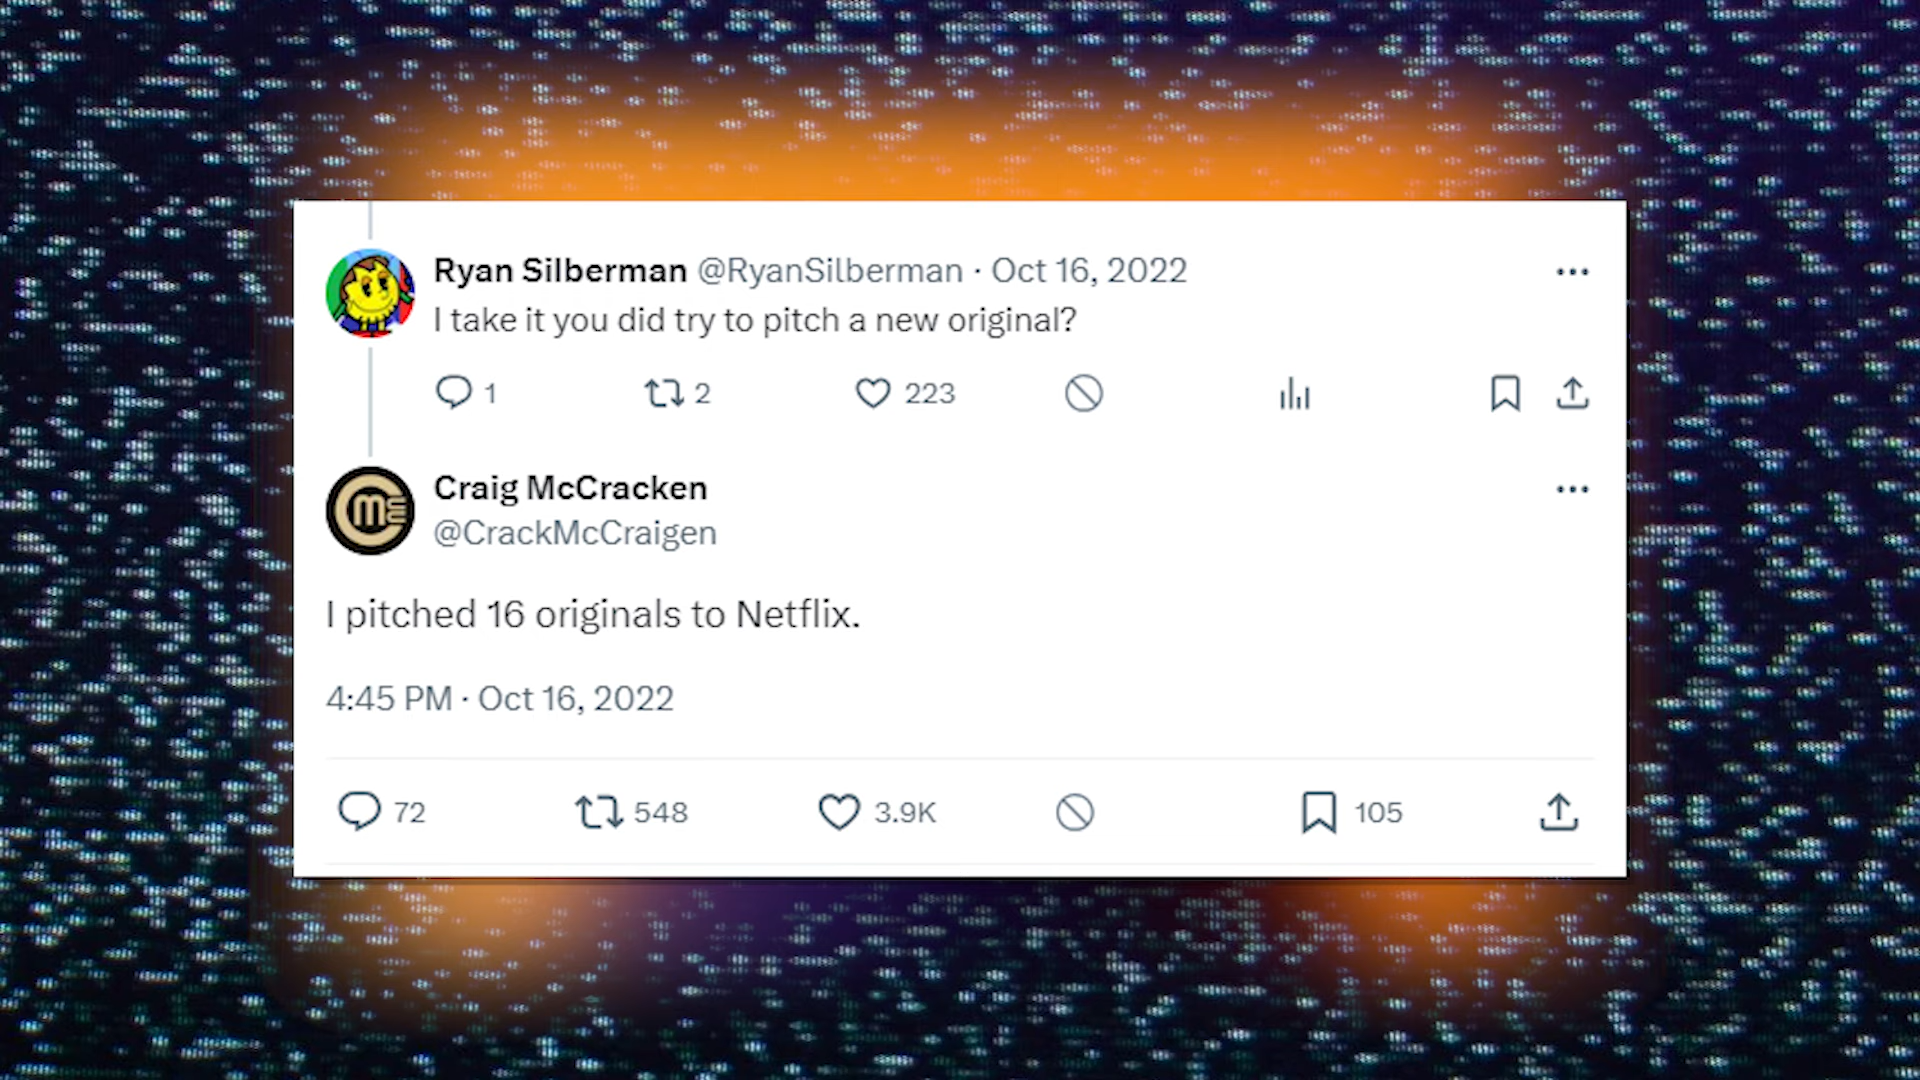 Ryan Silberman @RyanSilberman · Oct 16, 2022
I take it you did try to pitch a new original?
1 2 223
Craig McCracken
@CrackMcCraigen
I pitched 16 originals to Netflix.
4:45 PM · Oct 16, 2022
72 548 3.9K 105